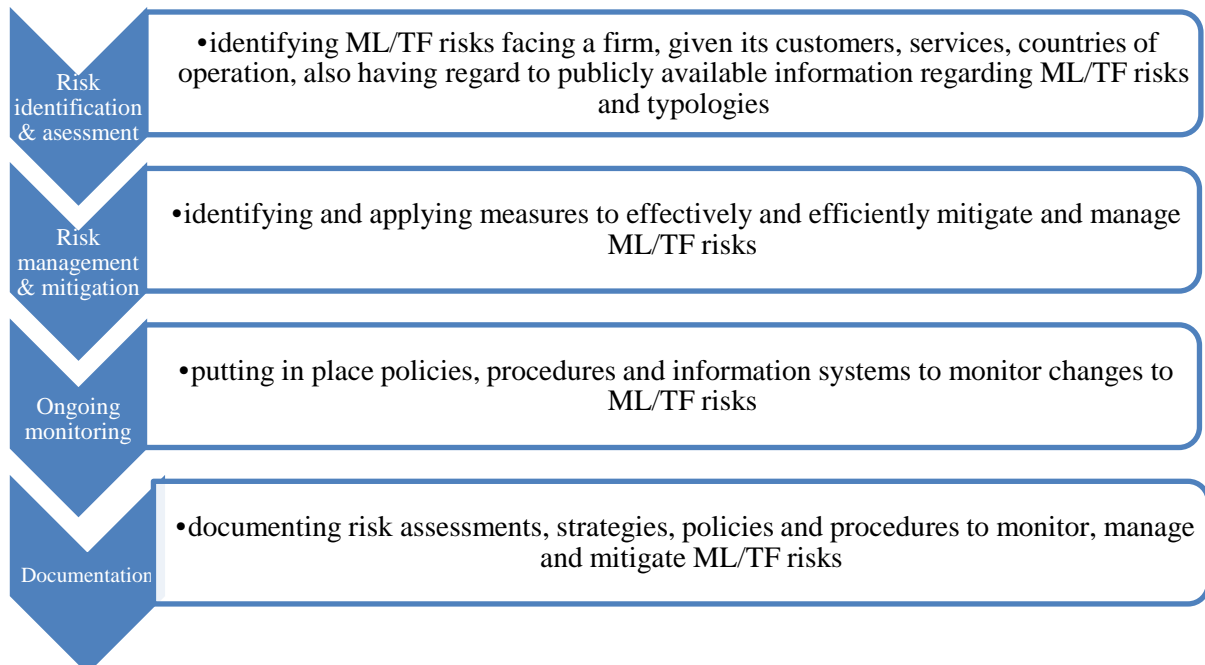 Risk
identification
& asessment
•identifying ML/TF risks facing a firm, given its customers, services, countries of
operation, also having regard to publicly available information regarding ML/TF risks
and typologies
Risk
management
& mitigation
•identifying and applying measures to effectively and efficiently mitigate and manage
ML/TF risks
Ongoing
monitoring
•putting in place policies, procedures and information systems to monitor changes to
ML/TF risks
Documentation
•documenting risk assessments, strategies, policies and procedures to monitor, manage
and mitigate ML/TF risks